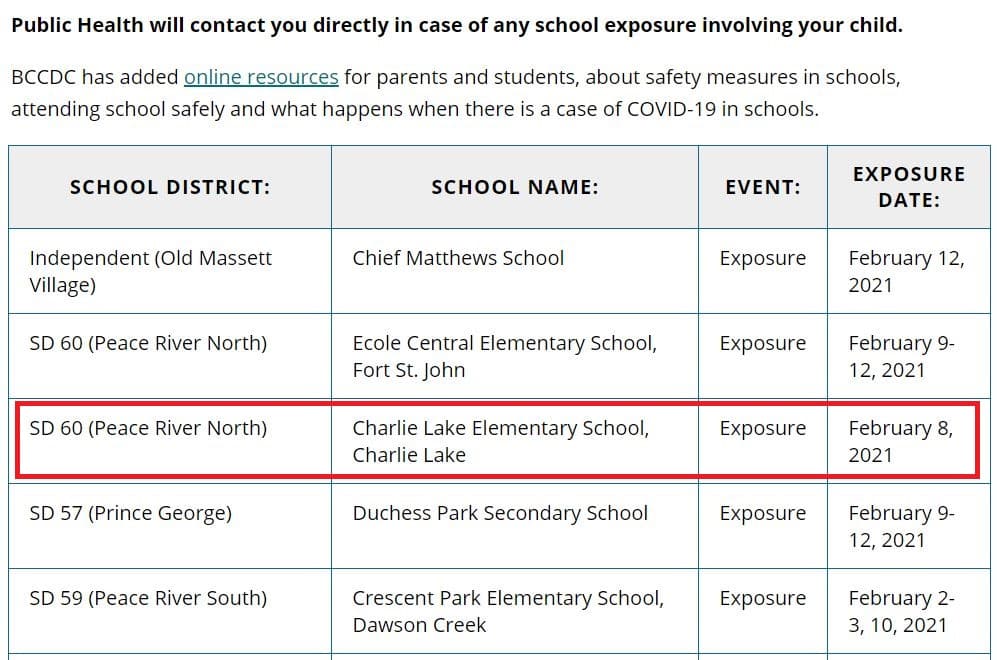 Public Health will contact you directly in case of any school exposure involving your child.
BCCDC has added online resources for parents and students, about safety measures in schools,
attending school safely and what happens when there is a case of COVID-19 in schools.
SCHOOL DISTRICT: SCHOOL NAME: EVENT: EXPOSURE
DATE:
Independent (Old Massett Chief Matthews School Exposure February 12,
Village) 2021
SD 60 (Peace River North) Ecole Central Elementary School, Exposure February 9-
Fort St. John 12, 2021
SD 60 (Peace River North) Charlie Lake Elementary School, Exposure February 8,
Charlie Lake 2021
SD 57 (Prince George) Duchess Park Secondary School Exposure February 9-
12, 2021
SD 59 (Peace River South) Crescent Park Elementary School, Exposure February 2-
Dawson Creek 3, 10, 2021